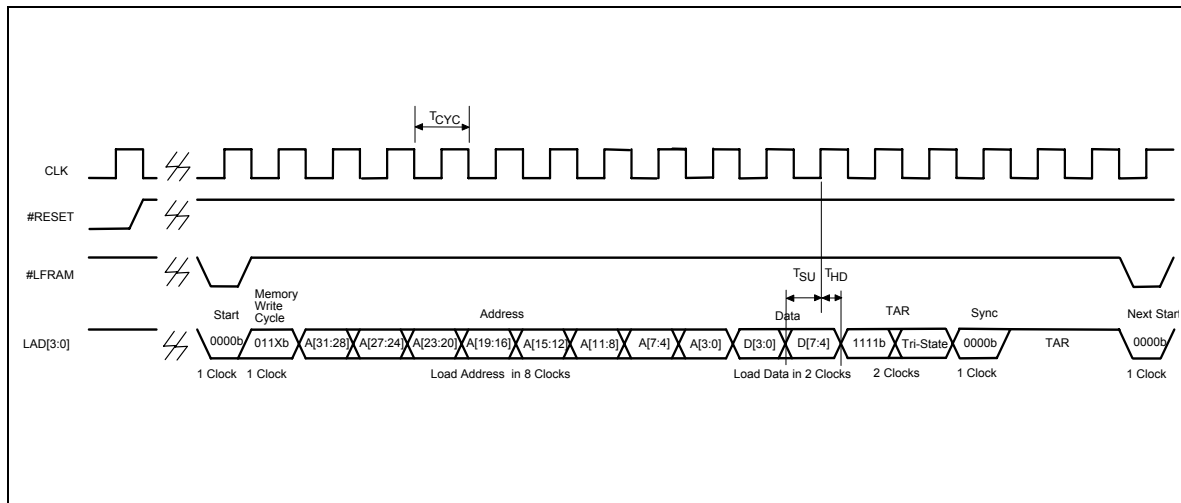 TCYC
CLK
#RESET
#LFRAM
TSU THD
Memory
Write
Cycle
Start Address Data TAR Sync Next Start
LAD[3:0] 0000b 011Xb A[31:28] A[27:24] A[23:20] A[19:16] A[15:12] A[11:8] A[7:4] A[3:0] D[3:0] D[7:4] 1111b Tri-State 0000b TAR 0000b
1 Clock 1 Clock Load Address in 8 Clocks Load Data in 2 Clocks 2 Clocks 1 Clock 1 Clock